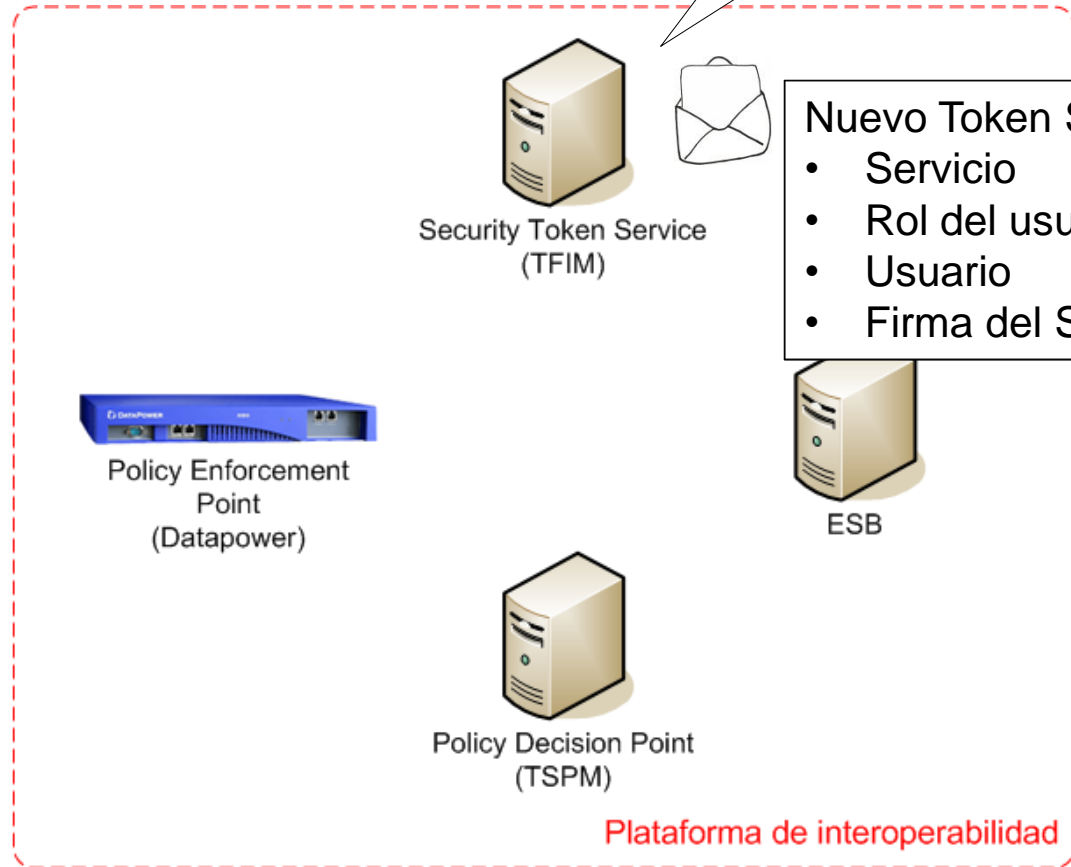 Nuevo Token
• Servicio
• Rol del
• Usuario
• Firma del
Security Token Service
(TFIM)
DATAPOWER
Policy Enforcement
Point
(Datapower)
ESB
Policy Decision Point
(TSPM)
Plataforma de interoperabilidad